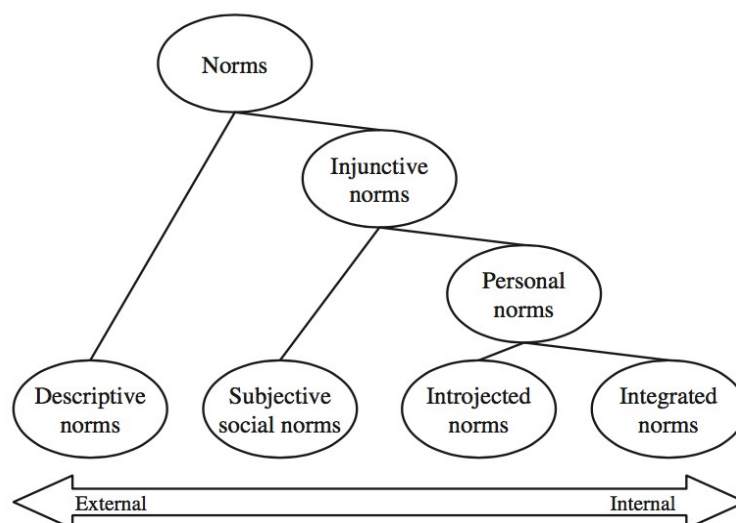 Norms
Injunctive
norms
Personal
norms
Descriptive
norms
Subjective
social norms
Introjected
norms
Integrated
norms
External
Internal